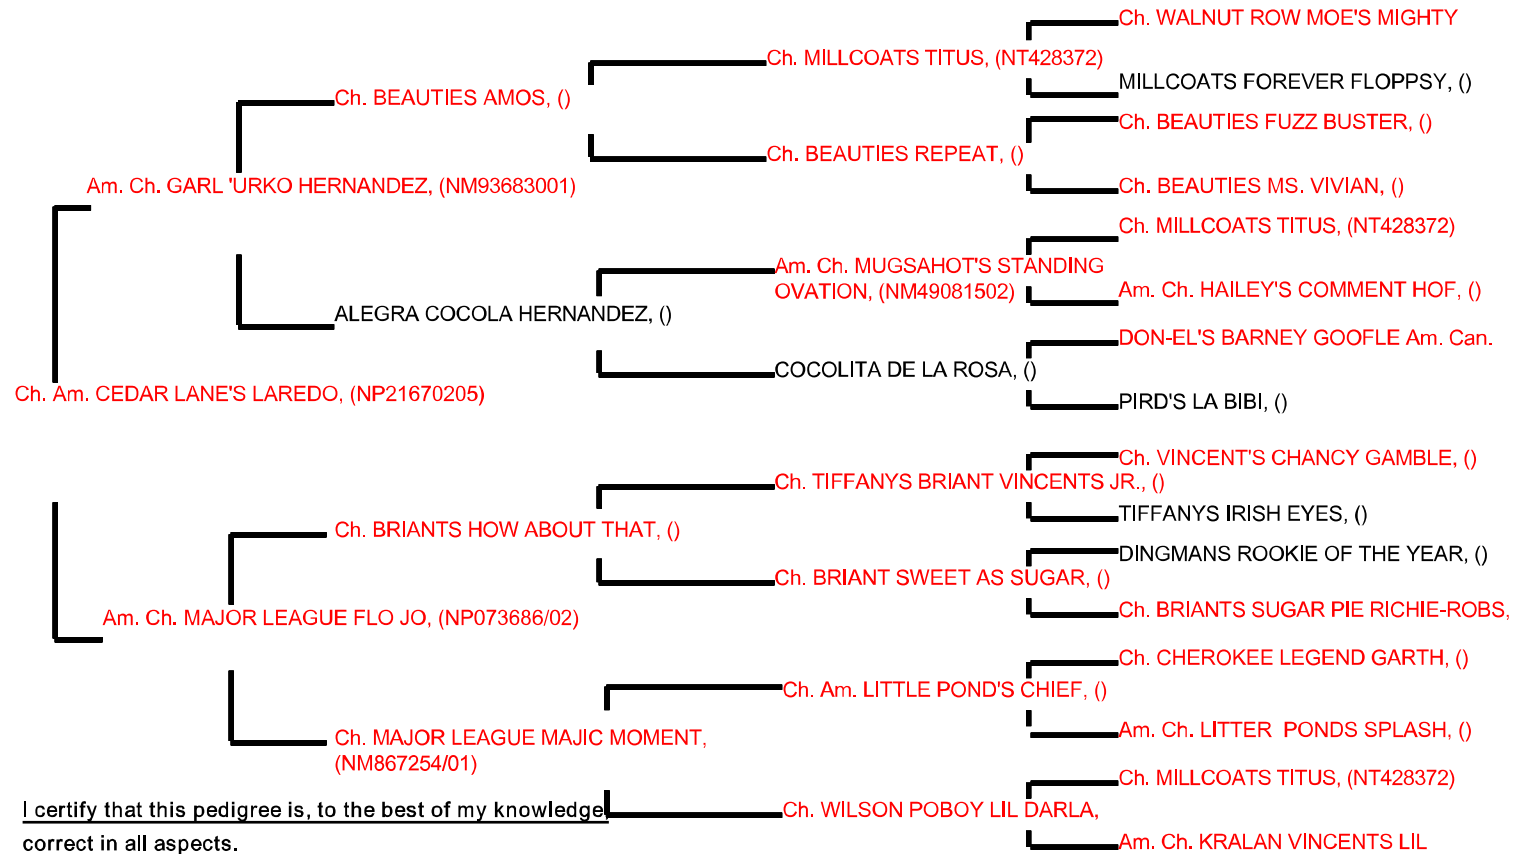 Ch. WALNUT ROW MOE'S MIGHTY
Ch. MILLCOATS TITUS, (NT428372)
MILLCOATS FOREVER FLOPPSY, ()
Ch. BEAUTIES AMOS, ()
Ch. BEAUTIES FUZZ BUSTER, ()
Ch. BEAUTIES REPEAT, ()
Am. Ch. GARL 'URKO HERNANDEZ, (NM93683001)
Ch. BEAUTIES MS. VIVIAN, ()
Ch. MILLCOATS TITUS, (NT428372)
Am. Ch. MUGSAHOT'S STANDING
OVATION, (NM49081502)
Am. Ch. HAILEY'S COMMENT HOF, ()
ALEGRA COCOLA HERNANDEZ, ()
DON-EL'S BARNEY GOOFLE Am. Can.
COCOLITA DE LA ROSA, ()
Ch. Am. CEDAR LANE'S LAREDO, (NP21670205)
PIRD'S LA BIBI, ()
Ch. VINCENT'S CHANCY GAMBLE, ()
Ch. TIFFANYS BRIANT VINCENTS JR., ()
TIFFANYS IRISH EYES, ()
Ch. BRIANTS HOW ABOUT THAT, ()
DINGMANS ROOKIE OF THE YEAR, ()
Ch. BRIANT SWEET AS SUGAR, ()
Ch. BRIANTS SUGAR PIE RICHIE-ROBS,
Am. Ch. MAJOR LEAGUE FLO JO, (NP073686/02)
Ch. CHEROKEE LEGEND GARTH, ()
Ch. Am. LITTLE POND'S CHIEF, ()
Am. Ch. LITTER  PONDS SPLASH, ()
Ch. MAJOR LEAGUE MAJIC MOMENT,
(NM867254/01)
Ch. MILLCOATS TITUS, (NT428372)
Ch. WILSON POBOY LIL DARLA,
Am. Ch. KRALAN VINCENTS LIL
I certify that this pedigree is, to the best of my knowledge,
correct in all aspects.